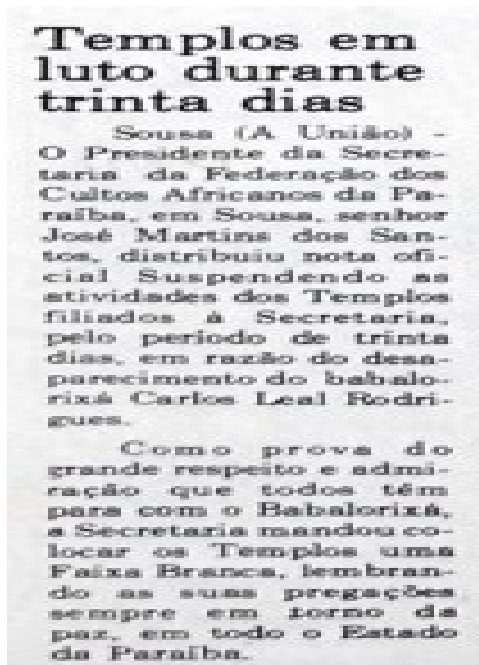 Templos em
luto durante
trinta dias
Sousa (A União) -
O Presidente da Secre-
taria da Federação dos
Cultos Africanos da Pa-
raíba, em Sousa, senhor
José Martins dos San-
tos, distribuiu nota ofi-
cial Suspendendo as
atividades dos Templos
filiados à Secretaria,
pelo período de trinta
dias, em razão do desa-
parecimento do babalo-
rixá Carlos Leal Rodri-
gues.
Como prova do
grande respeito e admi-
ração que todos têm
para com o Babalorixá,
a Secretaria mandou co-
locar os Templos uma
Faixa Branca, lembran-
do as suas pregações
sempre em torno da
paz, em todo o Estado
da Paraíba.